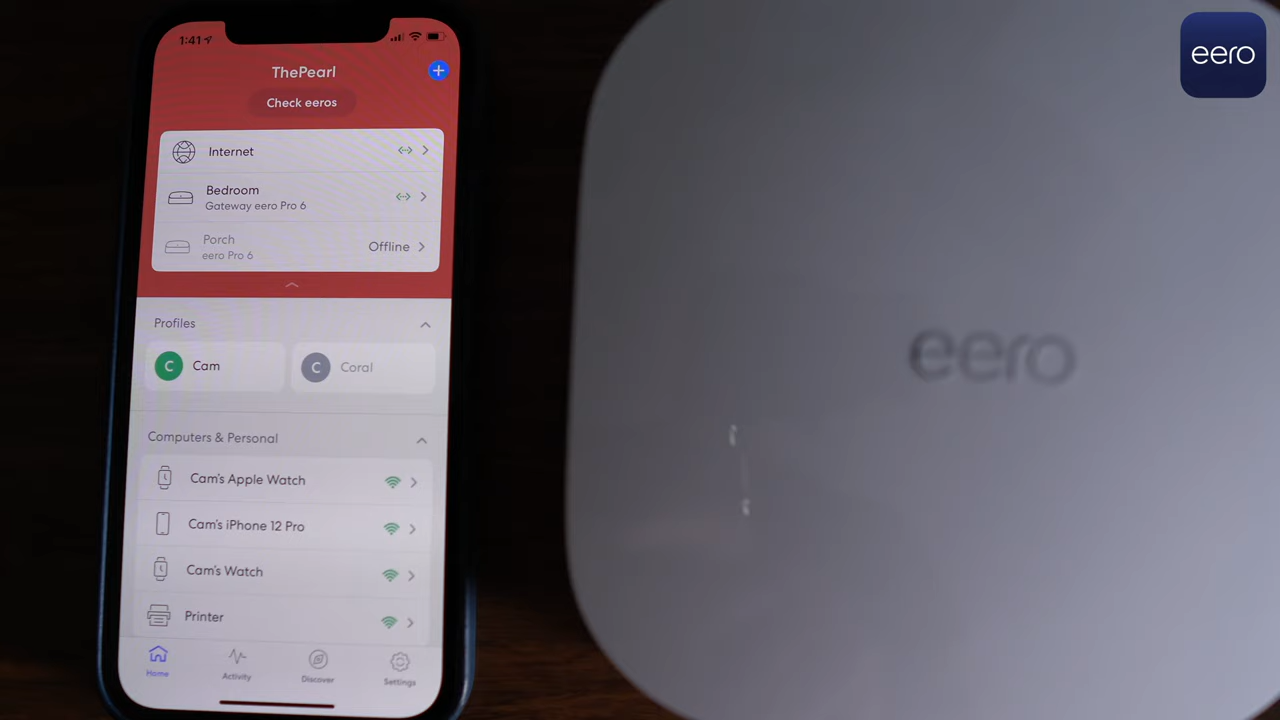 1:41
ThePearl
Check eeros
Internet
Bedroom
Gateway eero Pro 6
Porch
eero Pro 6
Offline
Profiles
C Cam
C Coral
Computers & Personal
Cam's Apple Watch
Cam's iPhone 12 Pro
Cam's Watch
Printer
Home
Activity
Discover
Settings
eero
eero